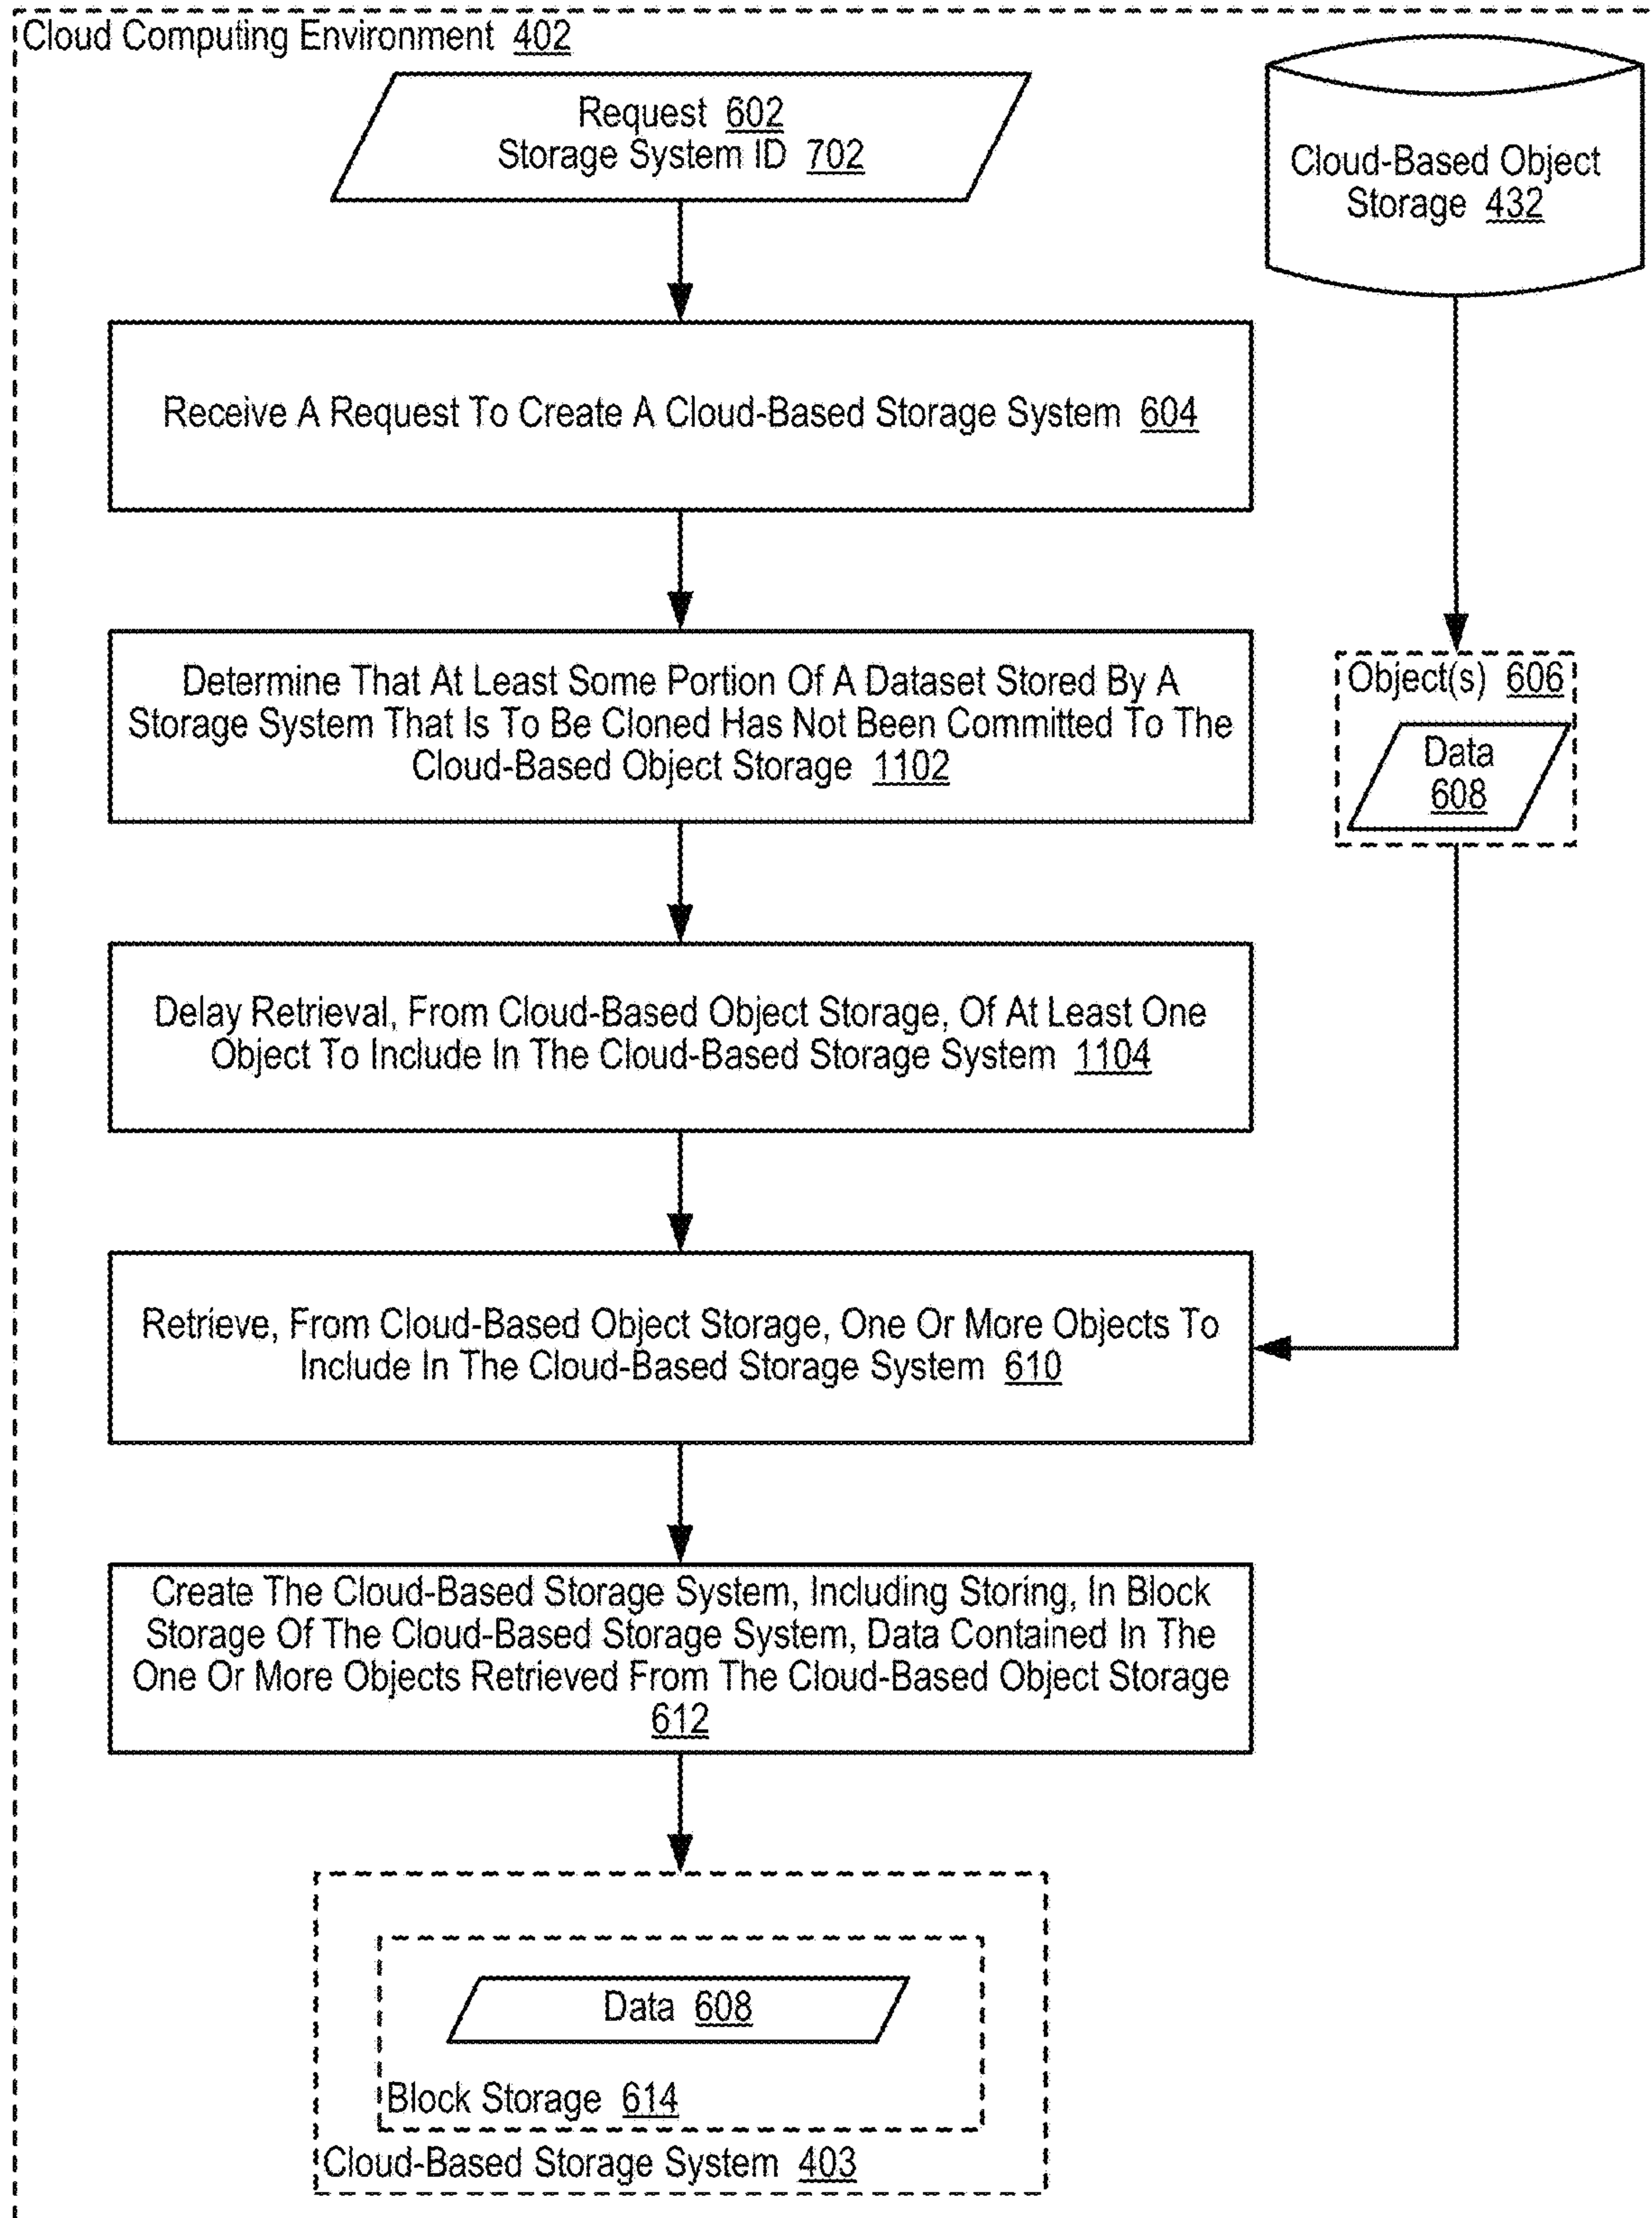 Cloud Computing Environment 402
Request 602
Storage System ID 702
Cloud-Based Object
Storage 432
Receive A Request To Create A Cloud-Based Storage System 604
Determine That At Least Some Portion Of A Dataset Stored By A
Storage System That Is To Be Cloned Has Not Been Committed To The
Cloud-Based Object Storage 1102
Object(s) 606
Data
608
Delay Retrieval, From Cloud-Based Object Storage, Of At Least One
Object To Include In The Cloud-Based Storage System 1104
Retrieve, From Cloud-Based Object Storage, One Or More Objects To
Include In The Cloud-Based Storage System 610
Create The Cloud-Based Storage System, Including Storing, In Block
Storage Of The Cloud-Based Storage System, Data Contained In The
One Or More Objects Retrieved From The Cloud-Based Object Storage
612
Data 608
Block Storage 614
Cloud-Based Storage System 403